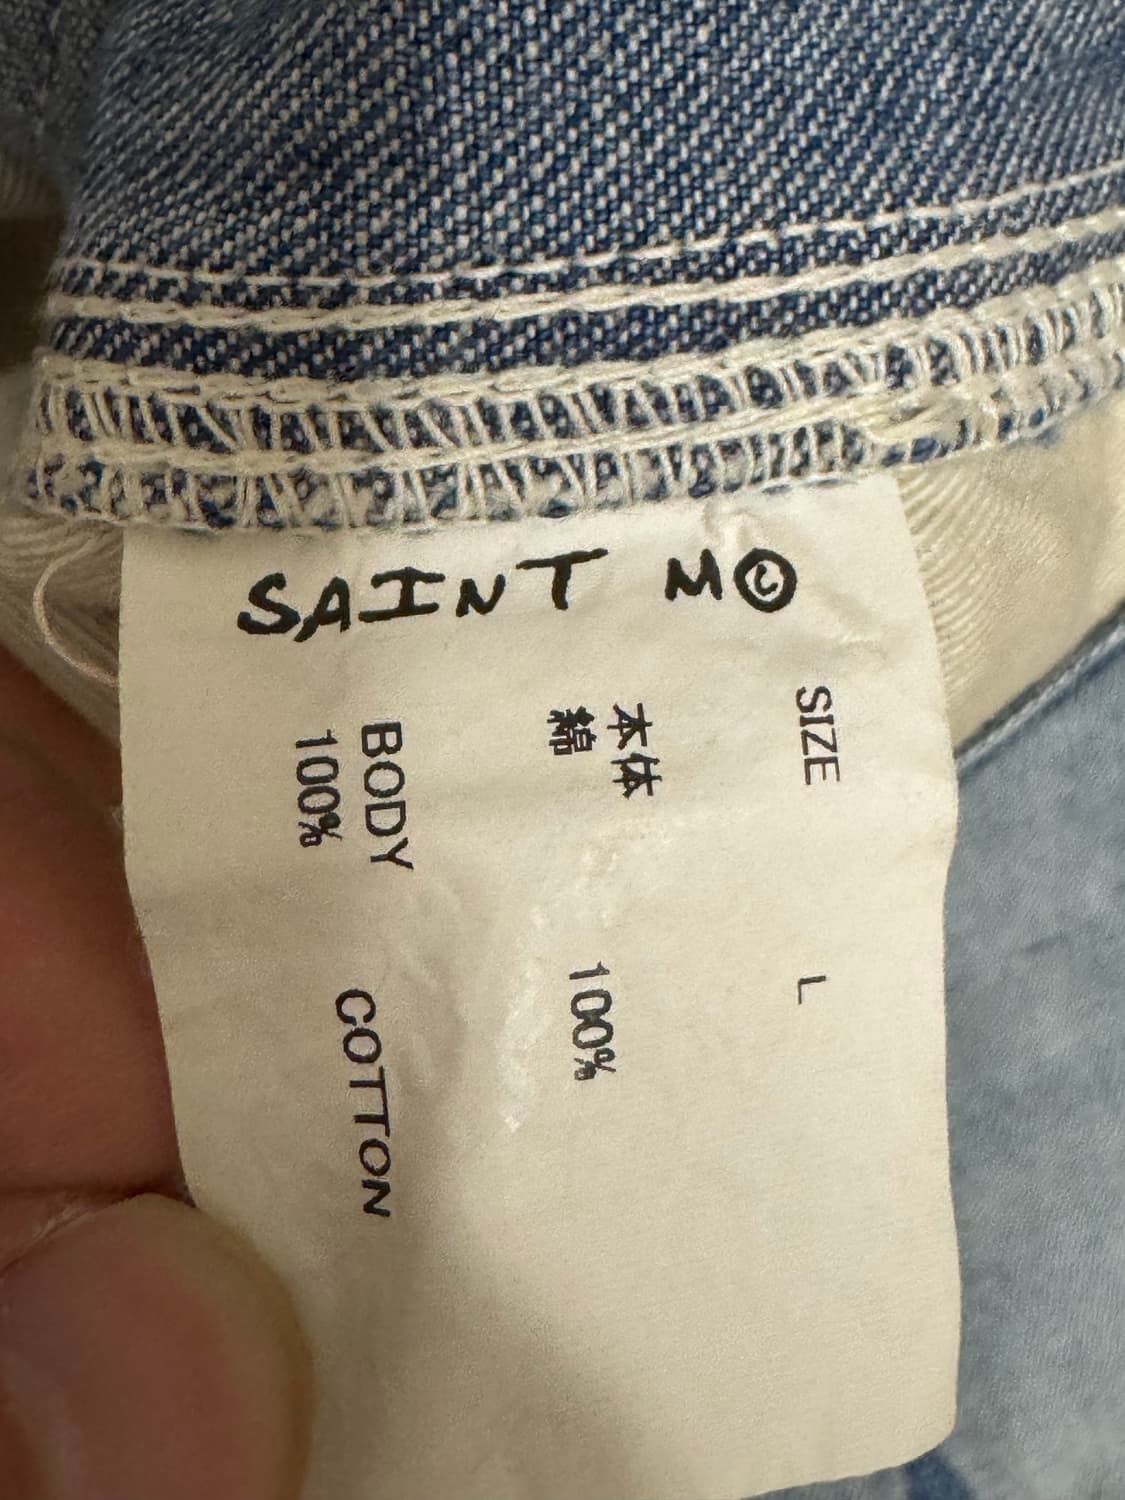 SAINT M©
SIZE L
本体
綿 100%
BODY
100% COTTON